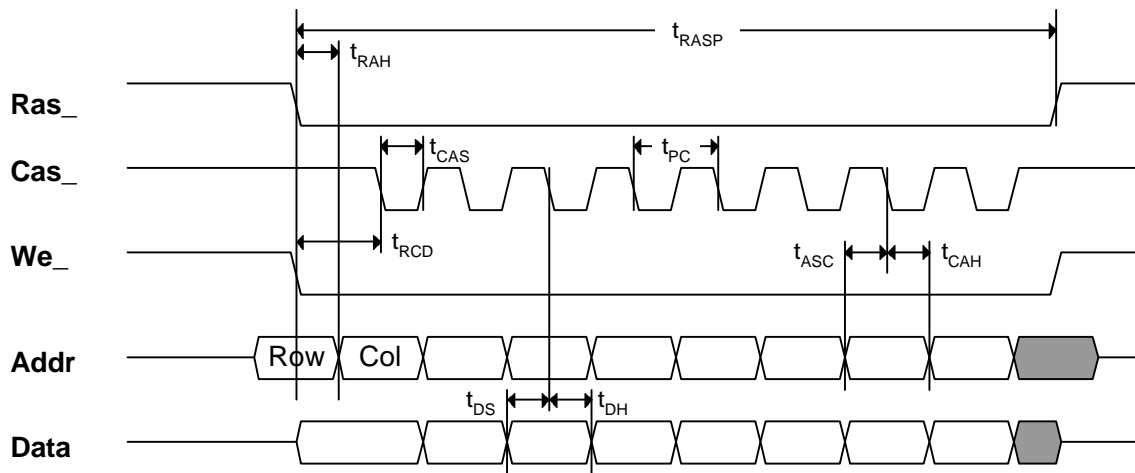 tRASP
tRAH
Ras_
tCAS
tPC
Cas_
tRCD
tASC
tCAH
We_
Addr
Row
Col
tDS
tDH
Data